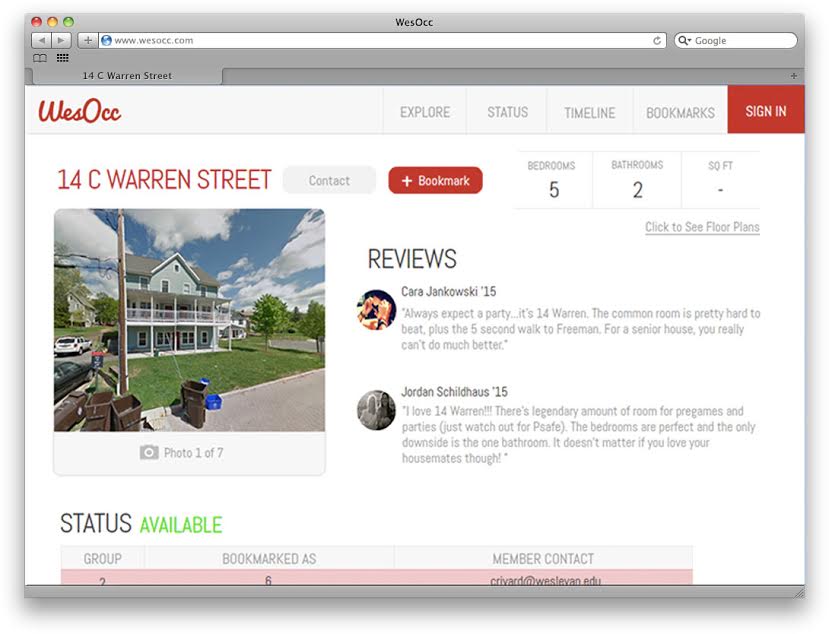 WesOcc
www.wesocc.com
Google
14 C Warren Street
WesOcc
EXPLORE
STATUS
TIMELINE
BOOKMARKS
SIGN IN
14 C WARREN STREET
Contact
+ Bookmark
BEDROOMS
5
BATHROOMS
2
SQ FT
-
Click to See Floor Plans
REVIEWS
Cara Jankowski '15
"Always expect a party...it's 14 Warren. The common room is pretty hard to
beat, plus the 5 second walk to Freeman. For a senior house, you really
can't do much better."
Jordan Schildhaus '15
"I love 14 Warren!!! There's legendary amount of room for pregames and
parties (just watch out for Psafe). The bedrooms are perfect and the only
downside is the one bathroom. It doesn't matter if you love your
housemates though! "
Photo 1 of 7
STATUS AVAILABLE
GROUP
BOOKMARKED AS
MEMBER CONTACT
2
6